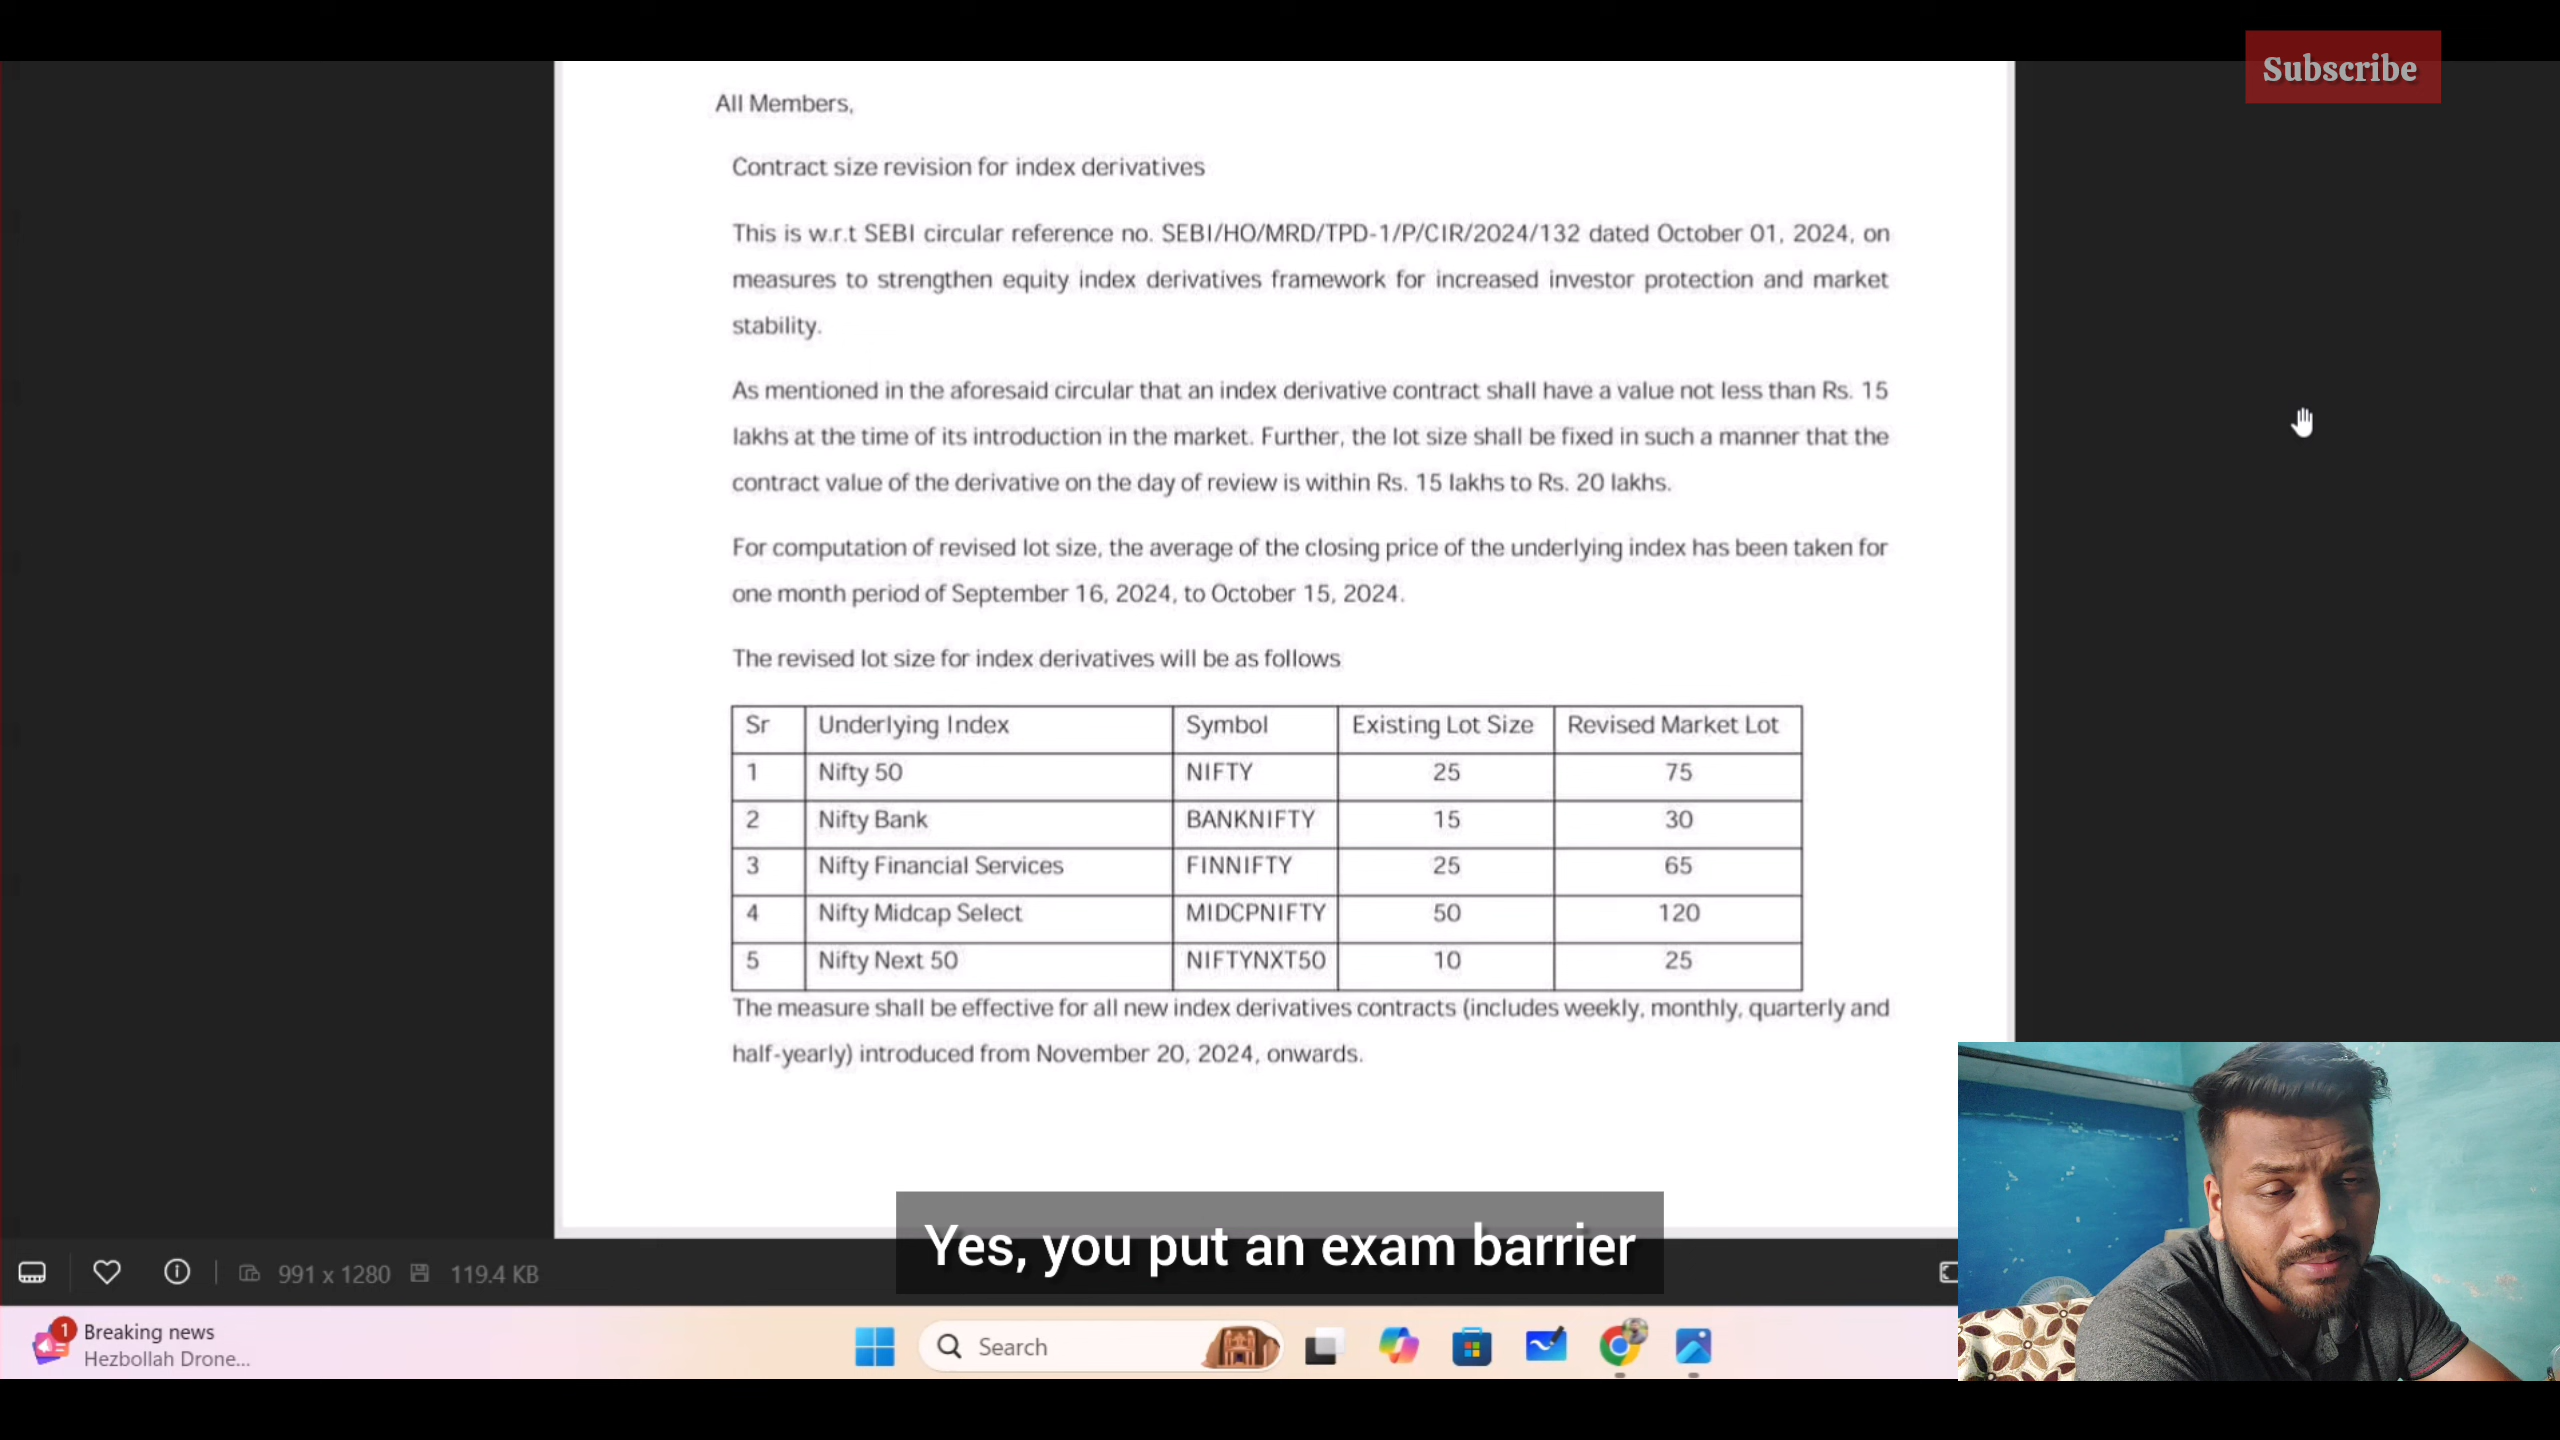 Subscribe
All Members,
Contract size revision for index derivatives
This is w.r.t SEBI circular reference no. SEBI/HO/MRD/TPD-1/P/CIR/2024/132 dated October 01, 2024, on
measures to strengthen equity index derivatives framework for increased investor protection and market
stability.
As mentioned in the aforesaid circular that an index derivative contract shall have a value not less than Rs. 15
lakhs at the time of its introduction in the market. Further, the lot size shall be fixed in such a manner that the
contract value of the derivative on the day of review is within Rs. 15 lakhs to Rs. 20 lakhs.
For computation of revised lot size, the average of the closing price of the underlying index has been taken for
one month period of September 16, 2024, to October 15, 2024.
The revised lot size for index derivatives will be as follows
Sr Underlying Index Symbol Existing Lot Size Revised Market Lot
1 Nifty 50 NIFTY 25 75
2 Nifty Bank BANKNIFTY 15 30
3 Nifty Financial Services FINNIFTY 25 65
4 Nifty Midcap Select MIDCPNIFTY 50 120
5 Nifty Next 50 NIFTYNXT50 10 25
The measure shall be effective for all new index derivatives contracts (includes weekly, monthly, quarterly and
half-yearly) introduced from November 20, 2024, onwards.
Yes, you put an exam barrier
991 x 1280 119.4 KB
1 Breaking news
Hezbollah Drone...
Search